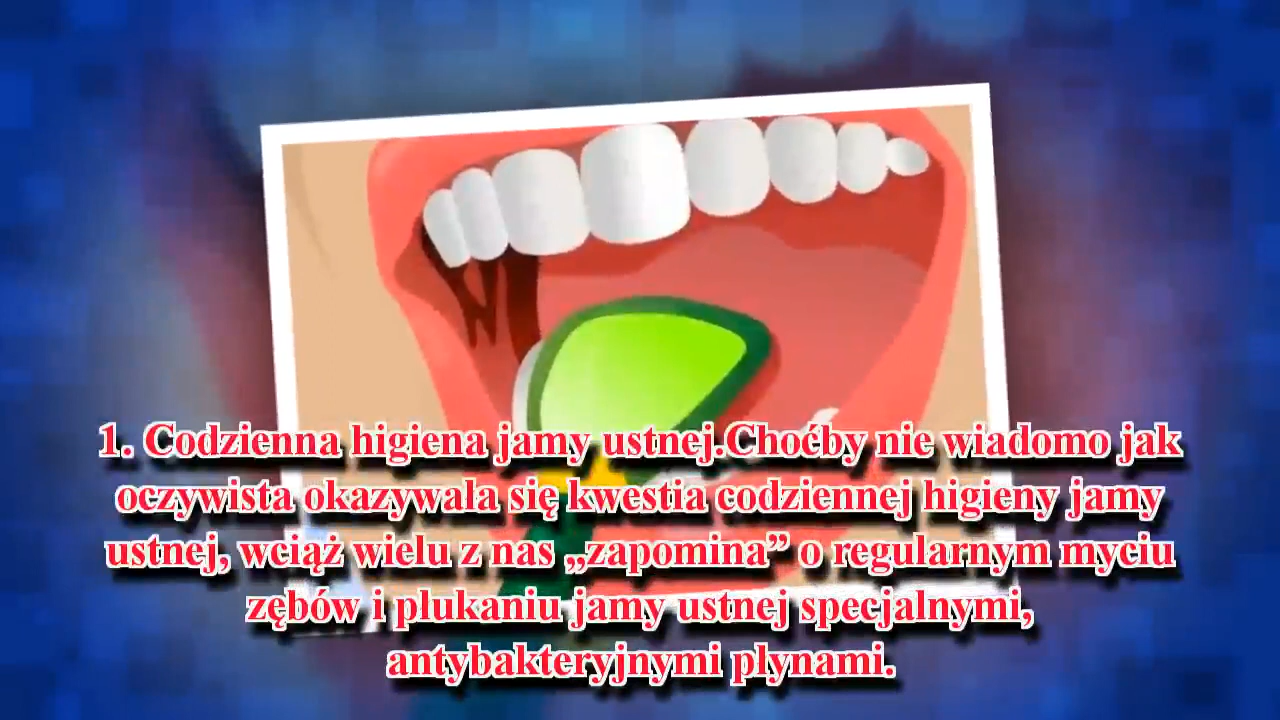 1. Codzienna higiena jamy ustnej.Choćby nie wiadomo jak
oczywista okazywała się kwestia codziennej higieny jamy
ustnej, wciąż wielu z nas „zapomina” o regularnym myciu
zębów i płukaniu jamy ustnej specjalnymi,
antybakteryjnymi płynami.